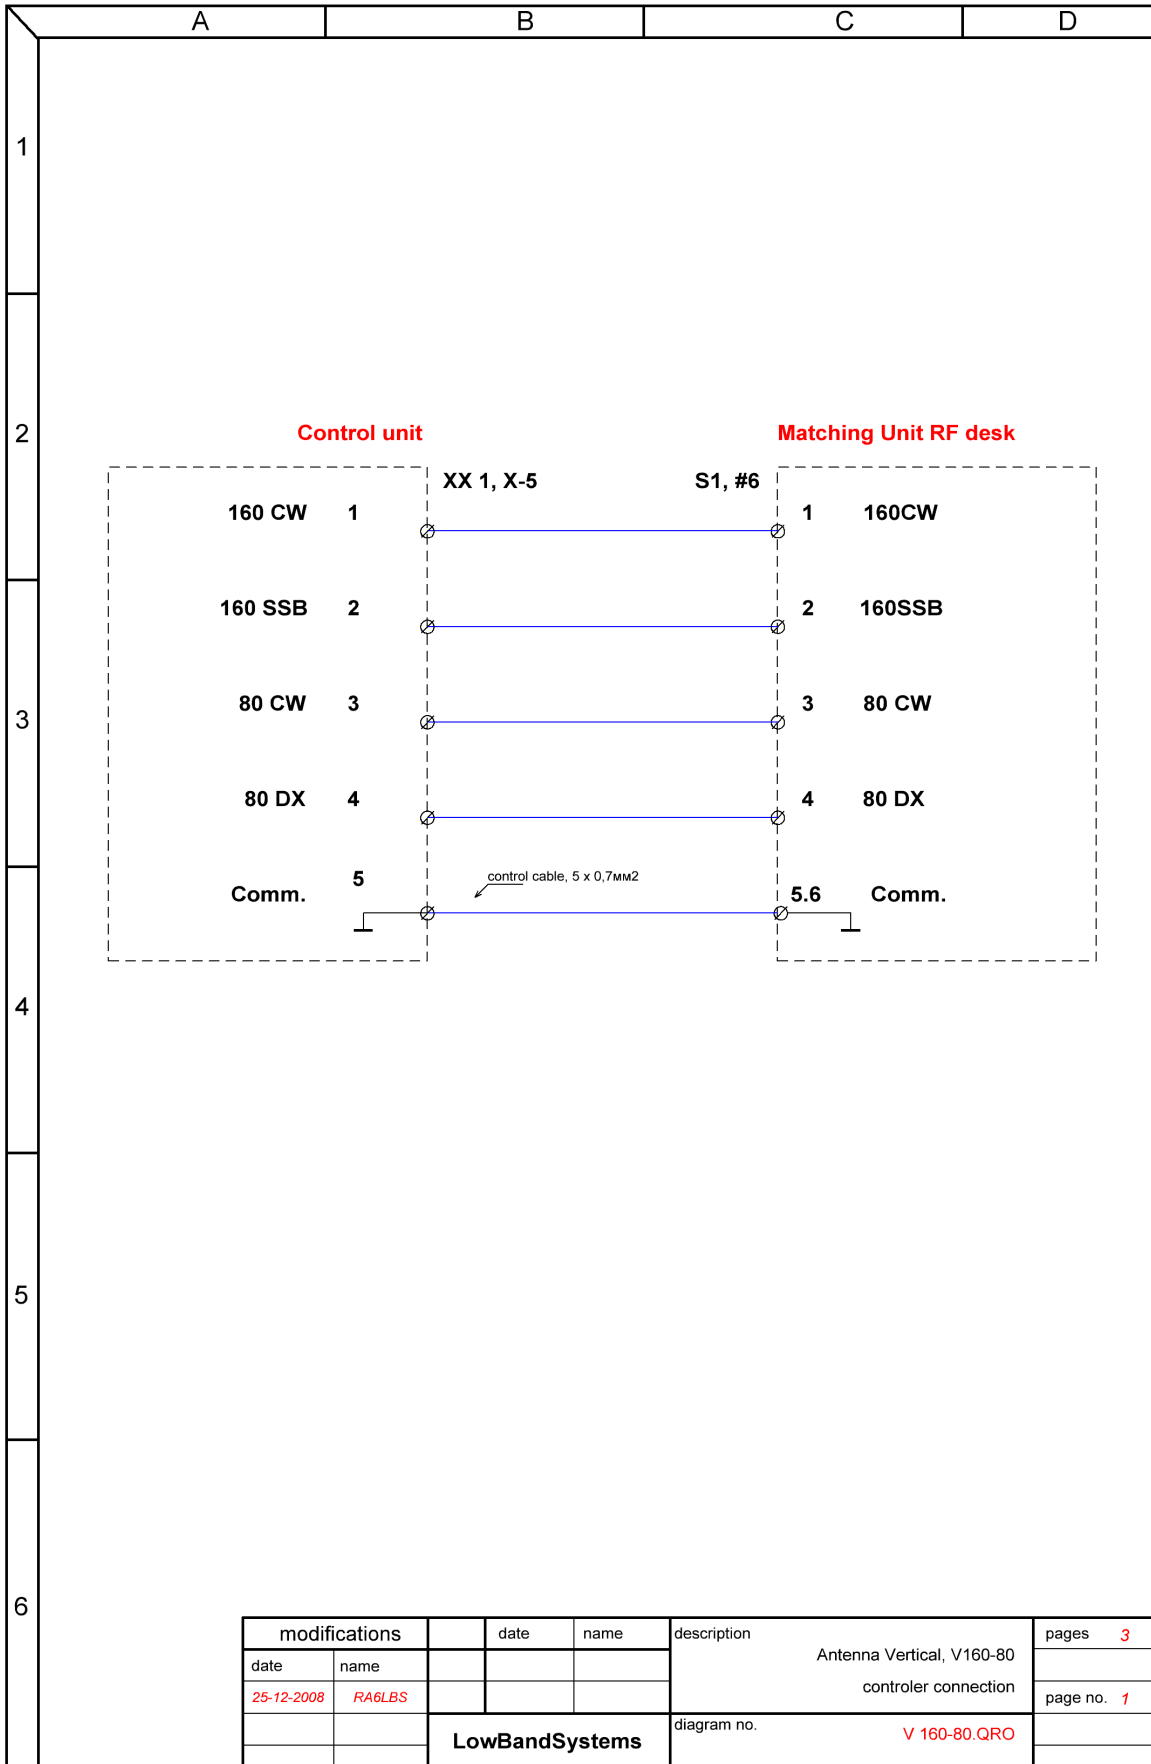 A B C D
1
2
3
4
5
6
Control unit
Matching Unit RF desk
XX 1, X-5
S1, #6
160 CW 1
1 160CW
160 SSB 2
2 160SSB
80 CW 3
3 80 CW
80 DX 4
4 80 DX
Comm. 5
control cable, 5 x 0,7мм2
5.6 Comm.
modifications
date name
25-12-2008 RA6LBS
date name
LowBandSystems
description
Antenna Vertical, V160-80
controler connection
diagram no.
V 160-80.QRO
pages 3
page no. 1